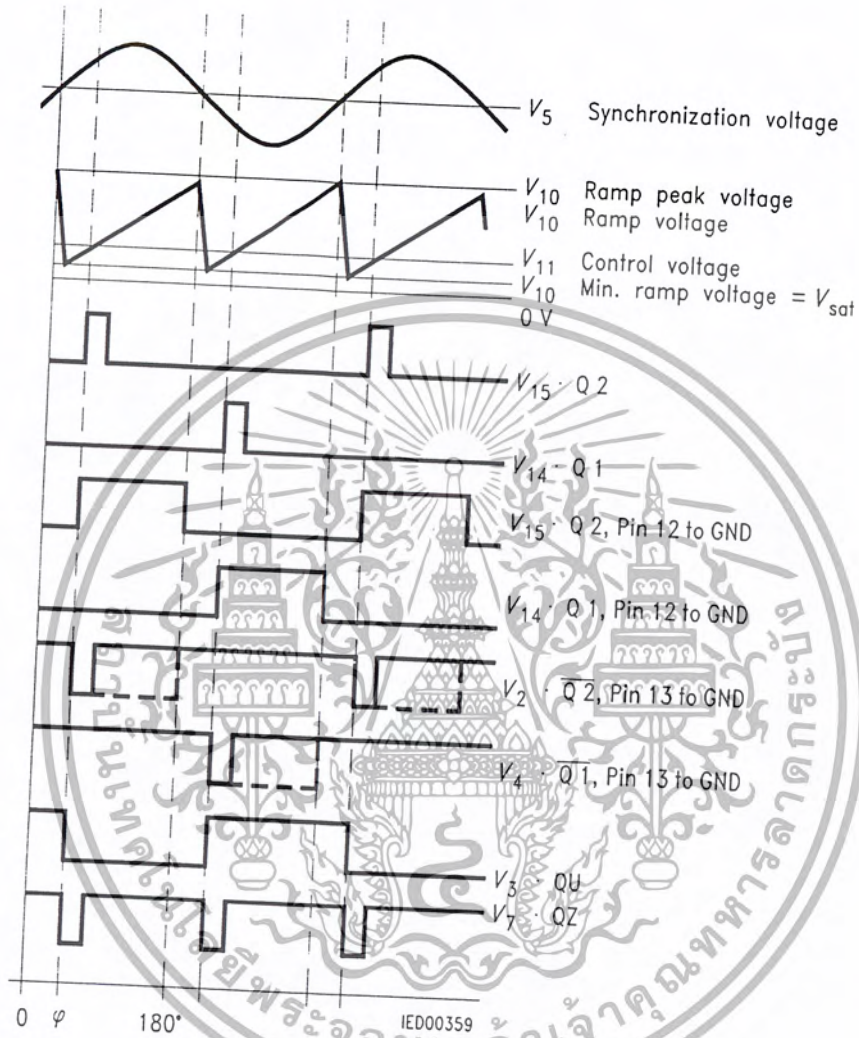 V5 Synchronization voltage
V10 Ramp peak voltage
V10 Ramp voltage
V11 Control voltage
V10 Min. ramp voltage = Vsat
0 V
V15 · Q 2
V14 · Q 1
V15 · Q 2, Pin 12 to GND
V14 · Q 1, Pin 12 to GND
V2 · Q̅ 2̅, Pin 13 to GND
V4 · Q̅ 1̅, Pin 13 to GND
V3 · QU
V7 · QZ
0 φ 180° IED00359